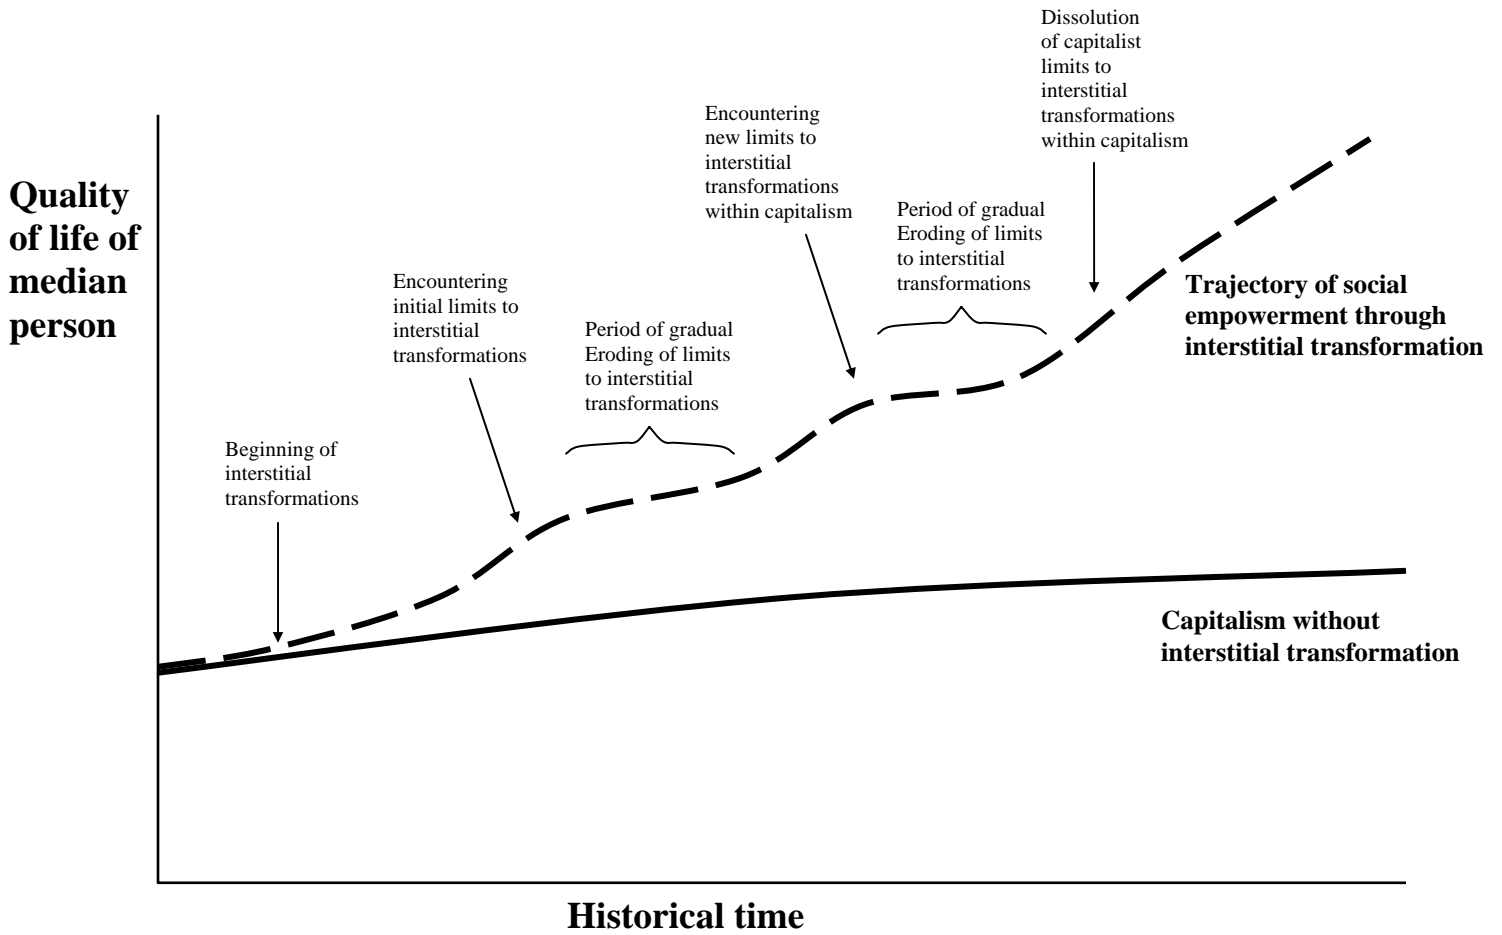 Dissolution
of capitalist
limits to
interstitial
transformations
within capitalism
Encountering
new limits to
interstitial
transformations
within capitalism
Quality
of life of
median
person
Period of gradual
Eroding of limits
to interstitial
transformations
Encountering
initial limits to
interstitial
transformations
Trajectory of social
empowerment through
interstitial transformation
Period of gradual
Eroding of limits
to interstitial
transformations
Beginning of
interstitial
transformations
Capitalism without
interstitial transformation
Historical time